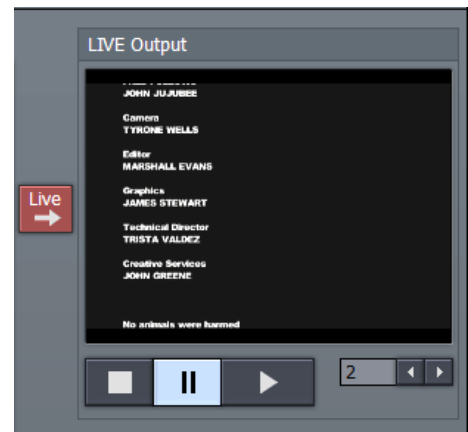 LIVE Output
JOHN JUJUBEE
Camera
TYRONE WELLS
Editor
MARSHALL EVANS
Graphics
JAMES STEWART
Technical Director
TRISTA VALDEZ
Creative Services
JOHN GREENE
No animals were harmed
Live
2